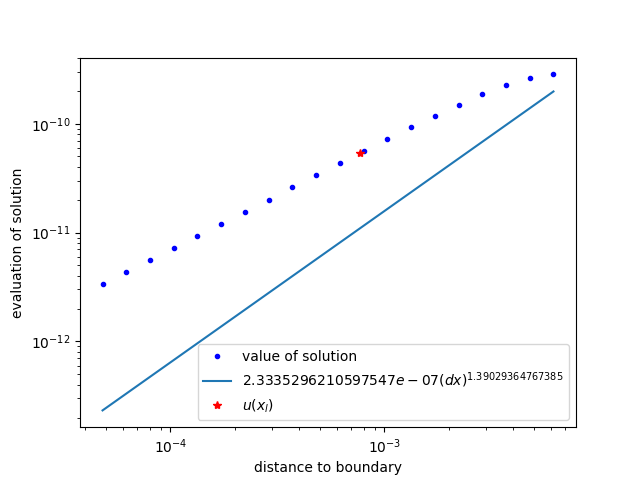 evaluation of solution
10⁻¹⁰
10⁻¹¹
10⁻¹²
value of solution
2.3335296210597547e − 07(dx)¹·³⁹⁰²⁹³⁶⁴⁷⁶⁷³⁸⁵
u(xₗ)
10⁻⁴
10⁻³
distance to boundary